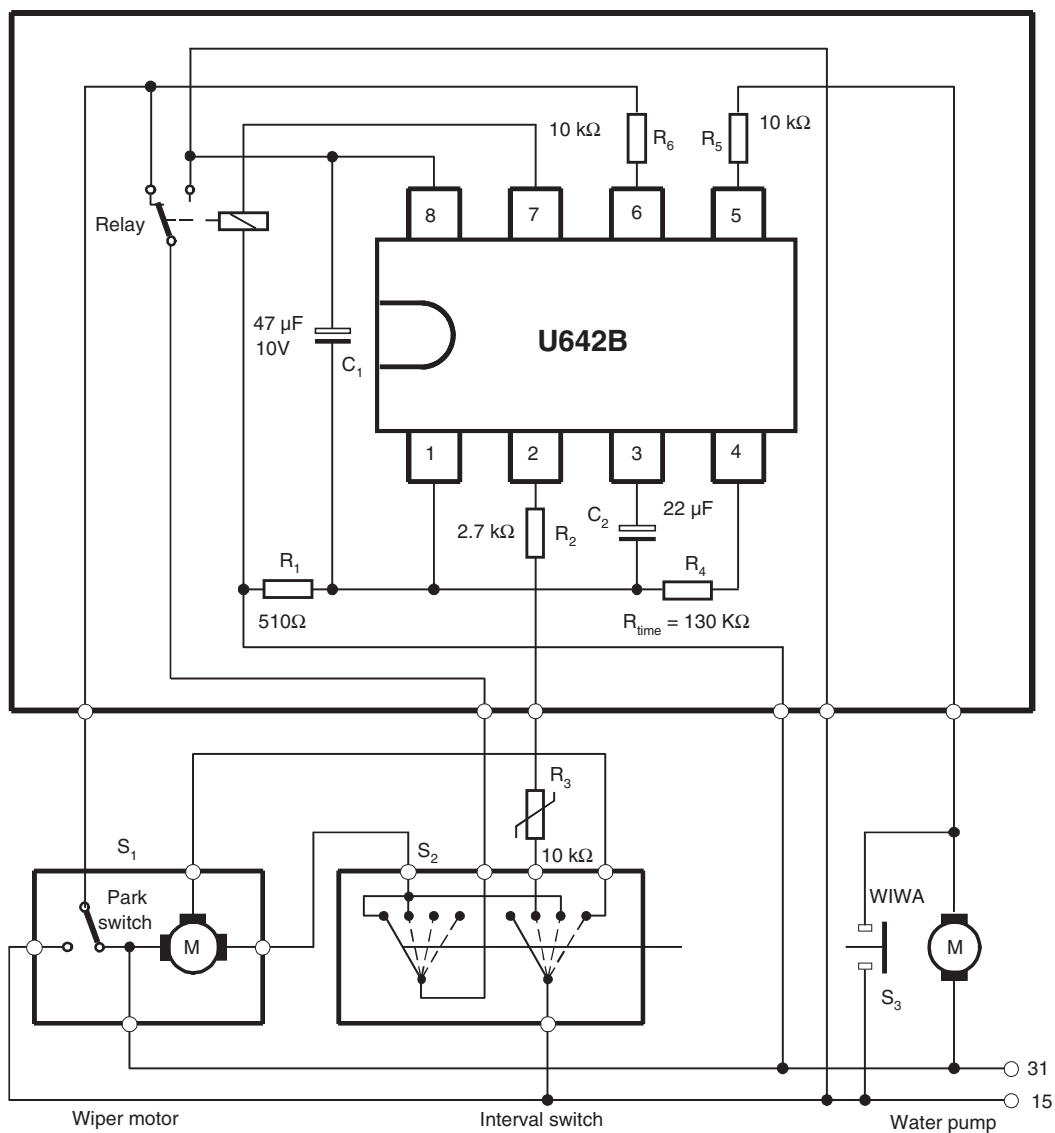 10 kΩ
R6
R5
10 kΩ
Relay
8
7
6
5
47 µF
10V
C1
U642B
1
2
3
4
2.7 kΩ
R2
C2
22 µF
R1
510Ω
R4
Rtime = 130 KΩ
R3
10 kΩ
S1
Park
switch
M
S2
WIWA
M
S3
31
15
Wiper motor
Interval switch
Water pump